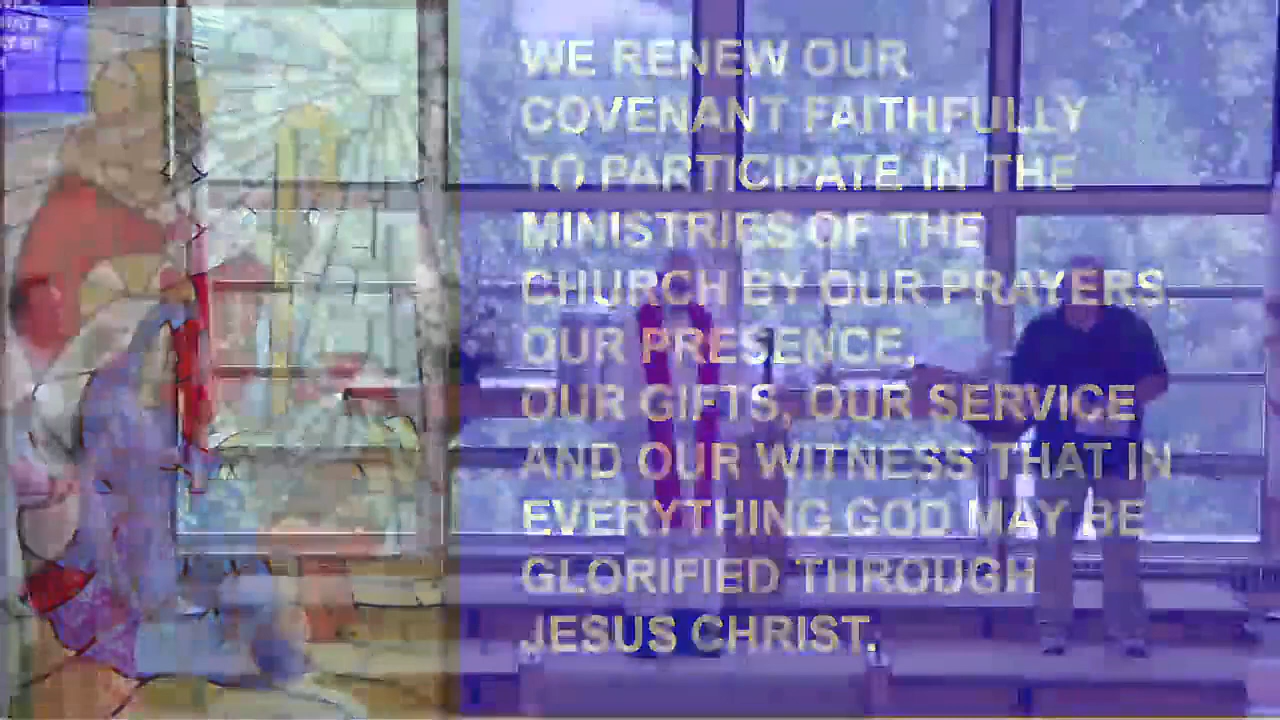 WE RENEW OUR
COVENANT FAITHFULLY
TO PARTICIPATE IN THE
MINISTRIES OF THE
CHURCH BY OUR PRAYERS
OUR PRESENCE,
OUR GIFTS, OUR SERVICE
AND OUR WITNESS THAT IN
EVERYTHING GOD MAY BE
GLORIFIED THROUGH
JESUS CHRIST.